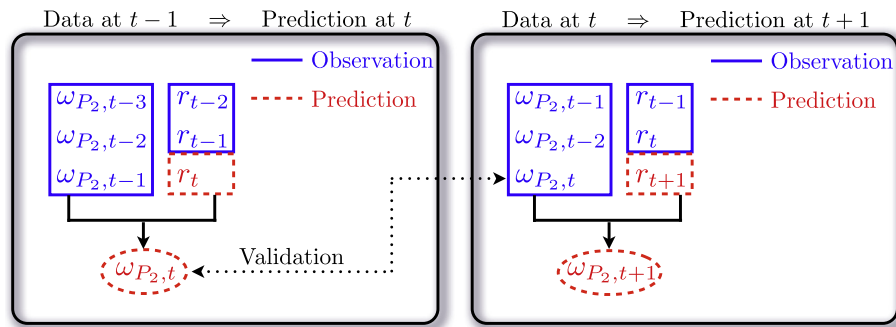 Data at t − 1 ⇒ Prediction at t
Observation
Prediction
ω_{P_2,t−3} r_{t−2}
ω_{P_2,t−2} r_{t−1}
ω_{P_2,t−1} r_t
ω_{P_2,t}
Validation
Data at t ⇒ Prediction at t + 1
Observation
Prediction
ω_{P_2,t−1} r_{t−1}
ω_{P_2,t−2} r_t
ω_{P_2,t} r_{t+1}
ω_{P_2,t+1}